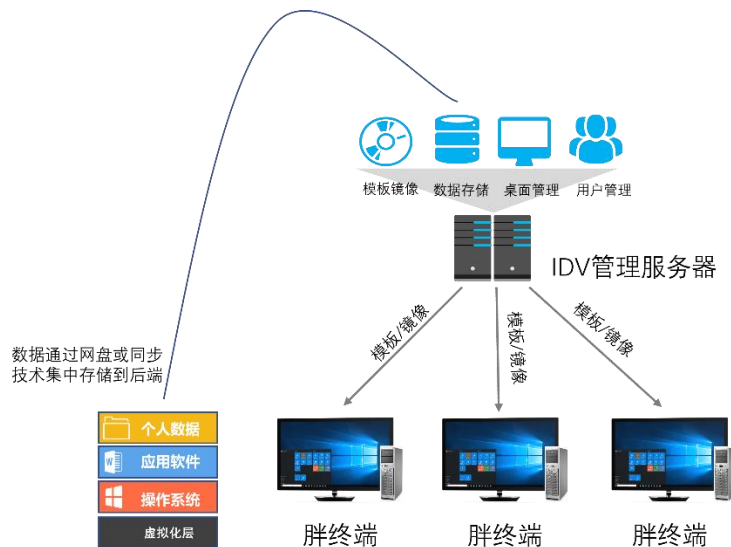 模板镜像
数据存储
桌面管理
用户管理
IDV管理服务器
模板/镜像
模板/镜像
模板/镜像
数据通过网盘或同步
技术集中存储到后端
个人数据
应用软件
操作系统
虚拟化层
胖终端
胖终端
胖终端